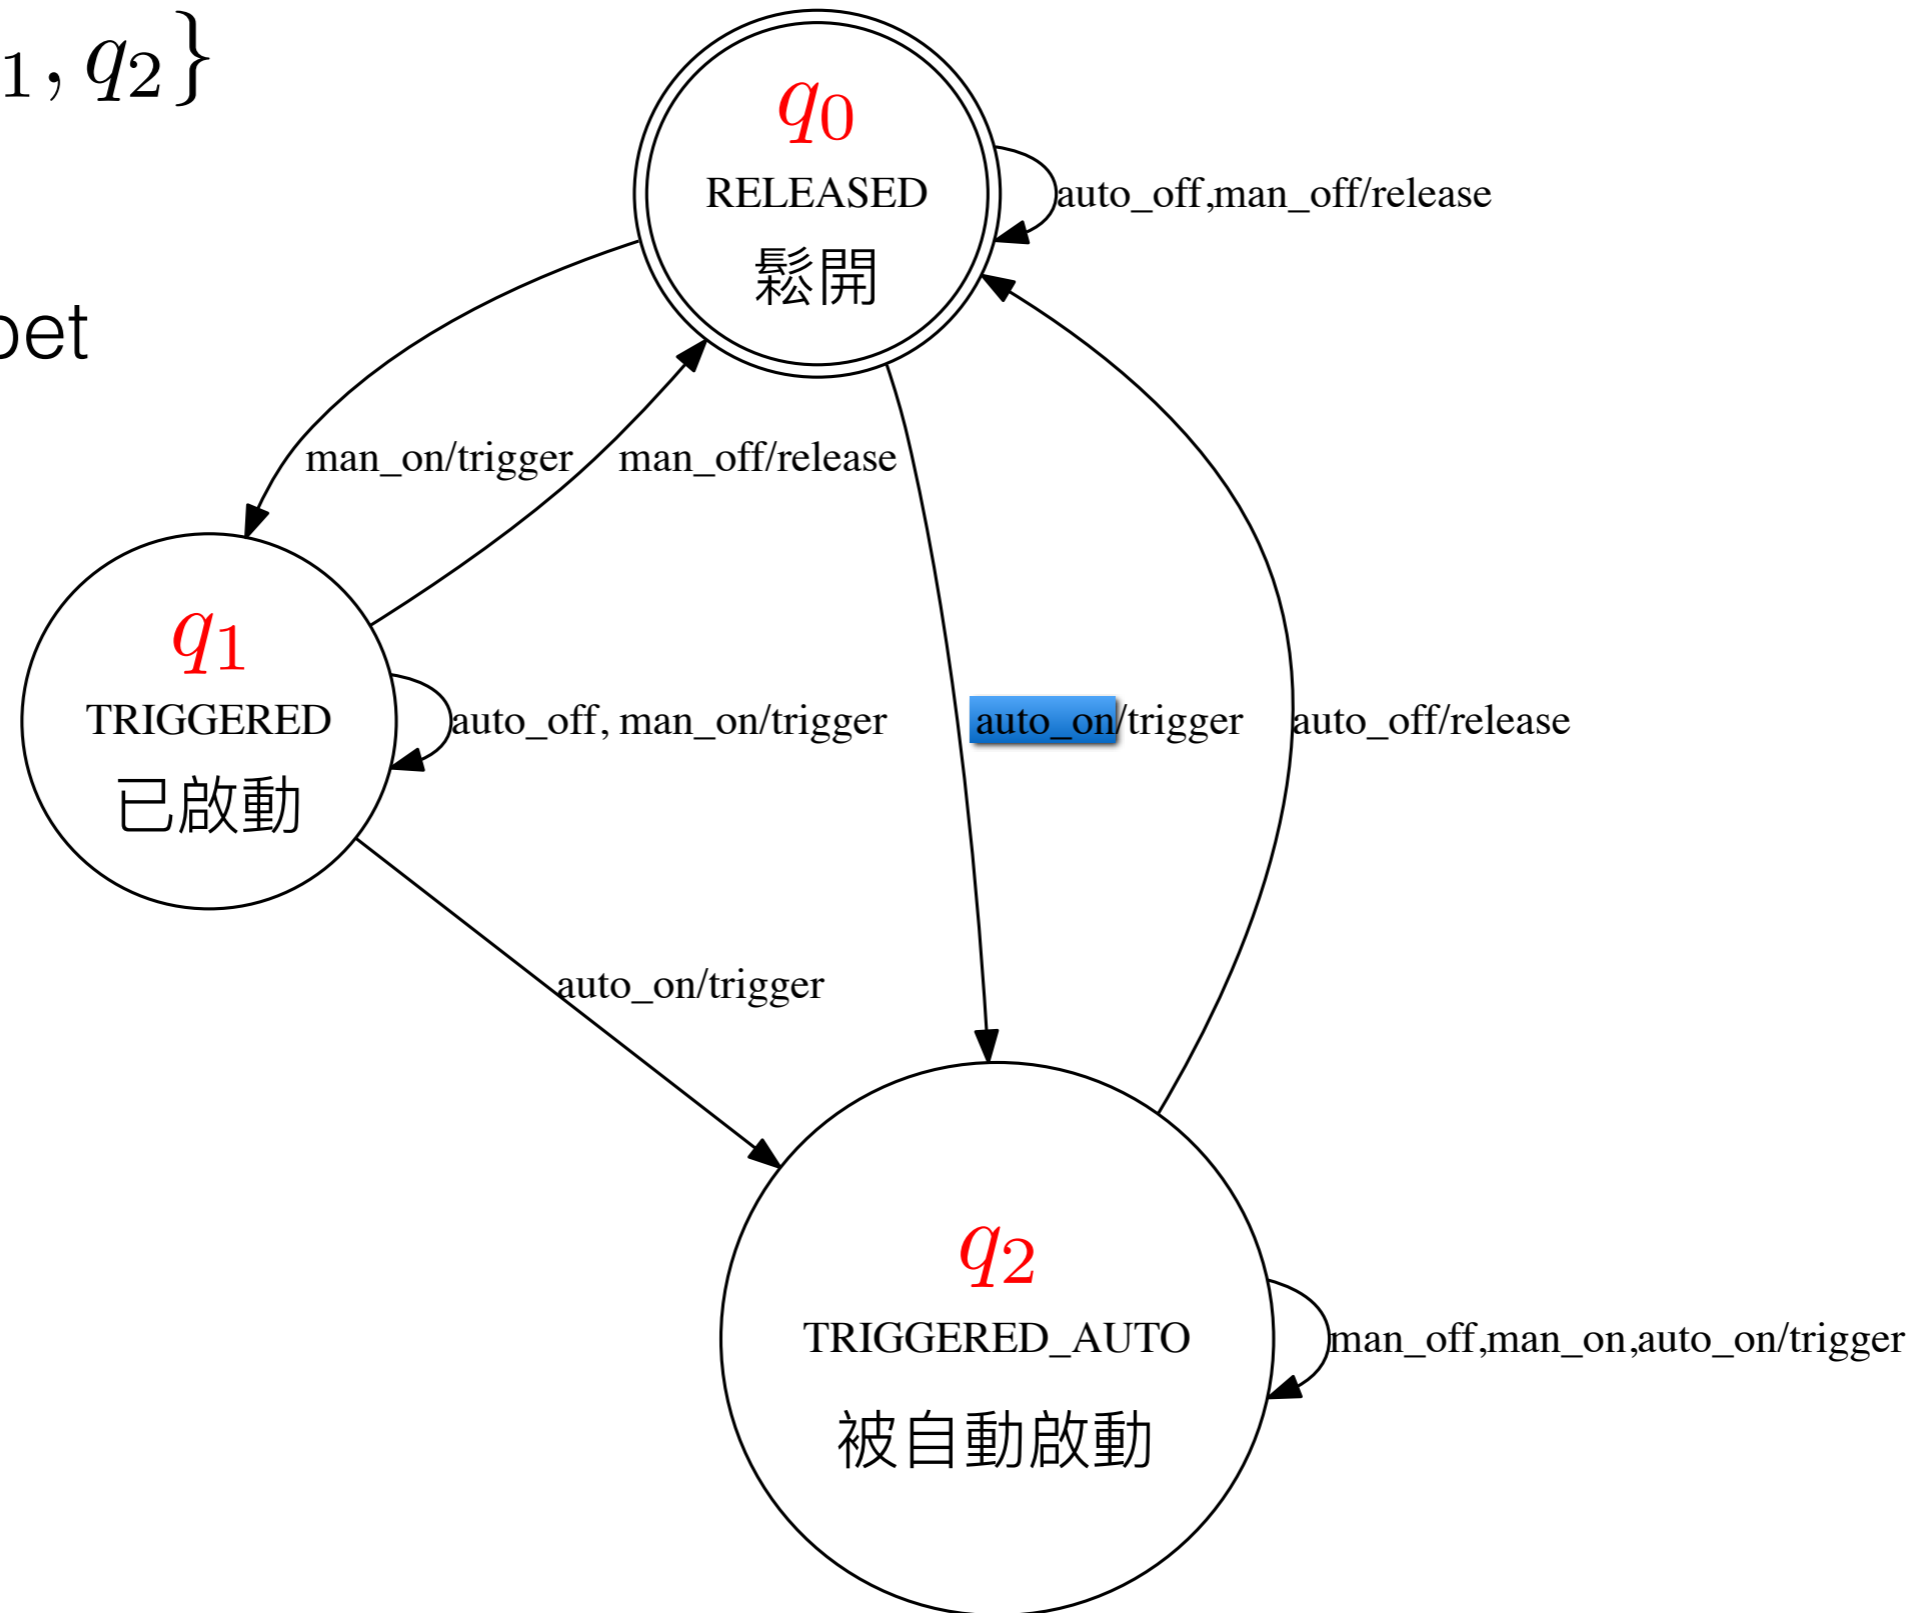 1, q2}
q0
RELEASED
鬆開
auto_off,man_off/release
bet
man_on/trigger
man_off/release
q1
TRIGGERED
已啟動
auto_off, man_on/trigger
auto_on/trigger
auto_off/release
auto_on/trigger
q2
TRIGGERED_AUTO
被自動啟動
man_off,man_on,auto_on/trigger